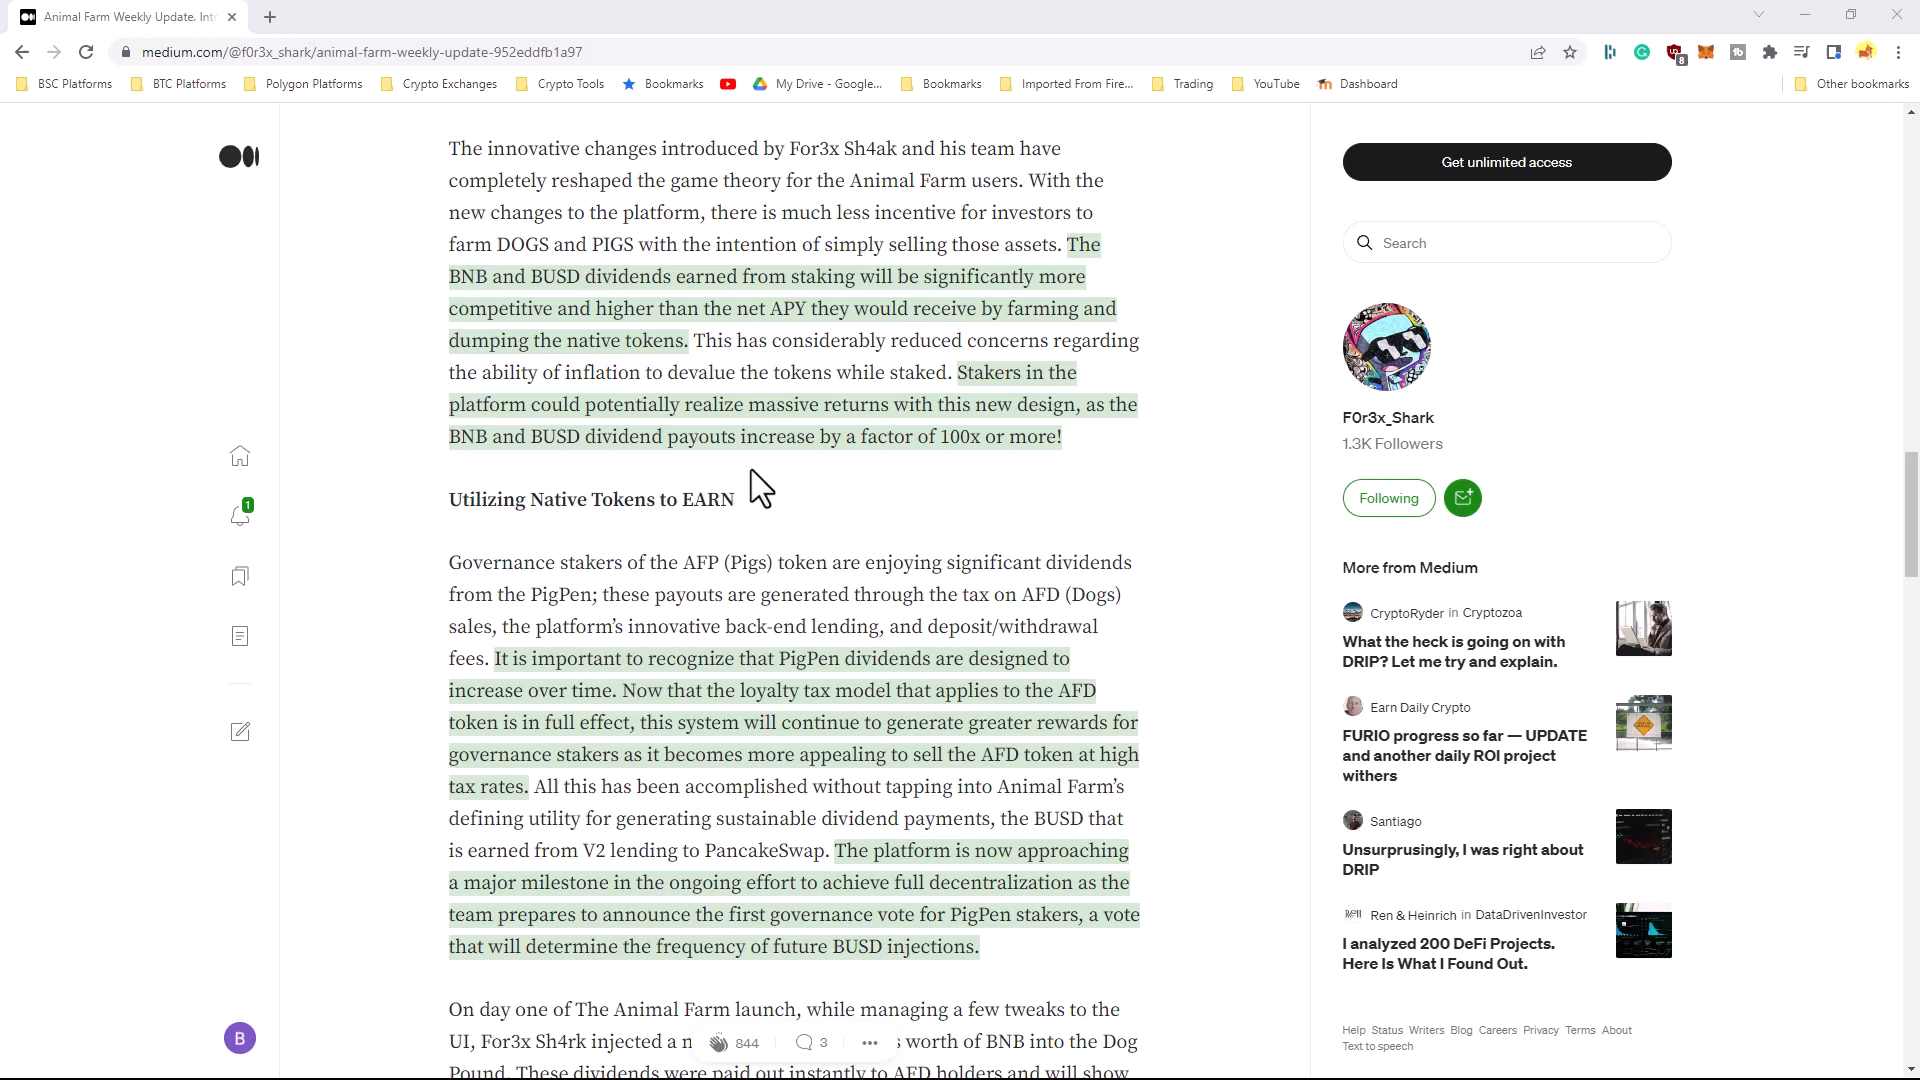 Animal Farm Weekly Update. Intr
medium.com/@f0r3x_shark/animal-farm-weekly-update-952eddfb1a97
8
BSC Platforms
BTC Platforms
Polygon Platforms
Crypto Exchanges
Crypto Tools
Bookmarks
My Drive - Google...
Bookmarks
Imported From Fire...
Trading
YouTube
Dashboard
Other bookmarks
The innovative changes introduced by For3x Sh4ak and his team have
completely reshaped the game theory for the Animal Farm users. With the
new changes to the platform, there is much less incentive for investors to
farm DOGS and PIGS with the intention of simply selling those assets. The
BNB and BUSD dividends earned from staking will be significantly more
competitive and higher than the net APY they would receive by farming and
dumping the native tokens. This has considerably reduced concerns regarding
the ability of inflation to devalue the tokens while staked. Stakers in the
platform could potentially realize massive returns with this new design, as the
BNB and BUSD dividend payouts increase by a factor of 100x or more!
Utilizing Native Tokens to EARN
Governance stakers of the AFP (Pigs) token are enjoying significant dividends
from the PigPen; these payouts are generated through the tax on AFD (Dogs)
sales, the platform's innovative back-end lending, and deposit/withdrawal
fees. It is important to recognize that PigPen dividends are designed to
increase over time. Now that the loyalty tax model that applies to the AFD
token is in full effect, this system will continue to generate greater rewards for
governance stakers as it becomes more appealing to sell the AFD token at high
tax rates. All this has been accomplished without tapping into Animal Farm's
defining utility for generating sustainable dividend payments, the BUSD that
is earned from V2 lending to PancakeSwap. The platform is now approaching
a major milestone in the ongoing effort to achieve full decentralization as the
team prepares to announce the first governance vote for PigPen stakers, a vote
that will determine the frequency of future BUSD injections.
On day one of The Animal Farm launch, while managing a few tweaks to the
UI, For3x Sh4rk injected a n
s worth of BNB into the Dog
Pound. These dividends were paid out instantly to AFD holders and will show
844
3
1
B
Get unlimited access
Search
F0r3x_Shark
1.3K Followers
Following
More from Medium
CryptoRyder in Cryptozoa
What the heck is going on with
DRIP? Let me try and explain.
Earn Daily Crypto
FURIO progress so far — UPDATE
and another daily ROI project
withers
Santiago
Unsurprusingly, I was right about
DRIP
Ren & Heinrich in DataDrivenInvestor
I analyzed 200 DeFi Projects.
Here Is What I Found Out.
Help Status Writers Blog Careers Privacy Terms About
Text to speech